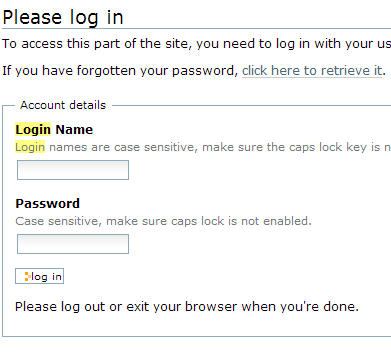 Please log in
To access this part of the site, you need to log in with your us
If you have forgotten your password, click here to retrieve it.
Account details
Login Name
Login names are case sensitive, make sure the caps lock key is n
Password
Case sensitive, make sure caps lock is not enabled.
log in
Please log out or exit your browser when you're done.